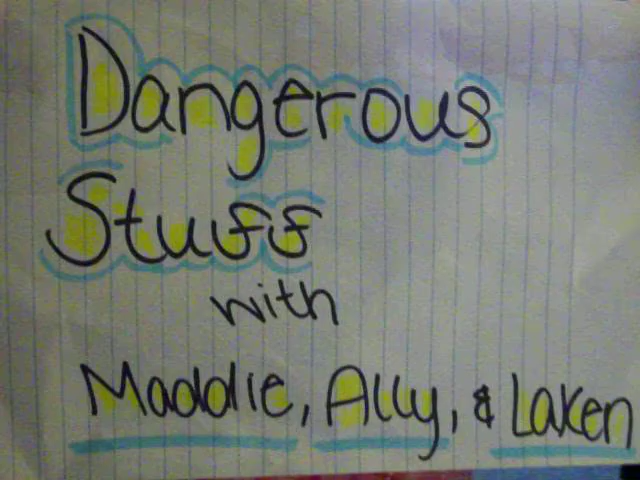 Dangerous
Stuff
with
Maddie, Ally, & Laken